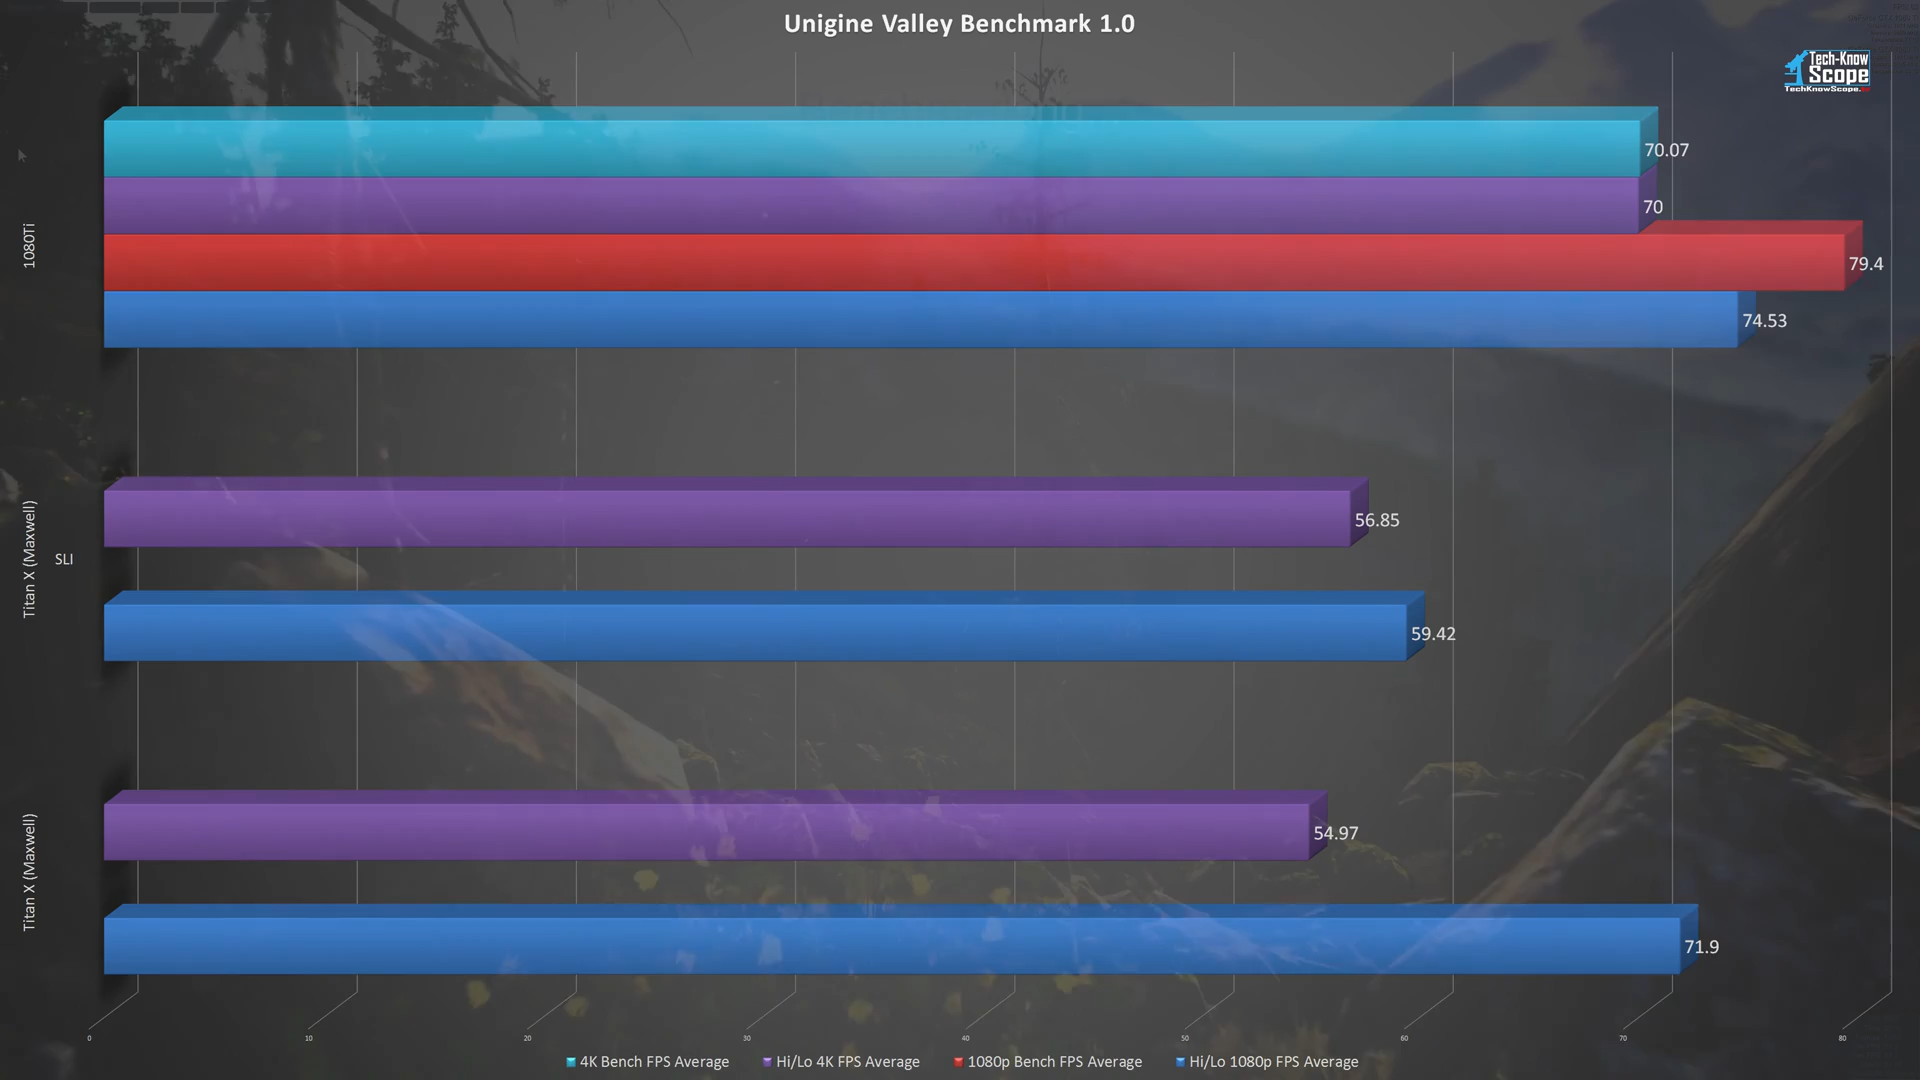 Unigine Valley Benchmark 1.0
Tech-Know
Scope
TechKnowScope.
1080Ti
70.07
70
79.4
74.53
Titan X (Maxwell)
SLI
56.85
59.42
Titan X (Maxwell)
54.97
71.9
0 10 20 30 40 50 60 70 80
4K Bench FPS Average Hi/Lo 4K FPS Average 1080p Bench FPS Average Hi/Lo 1080p FPS Average